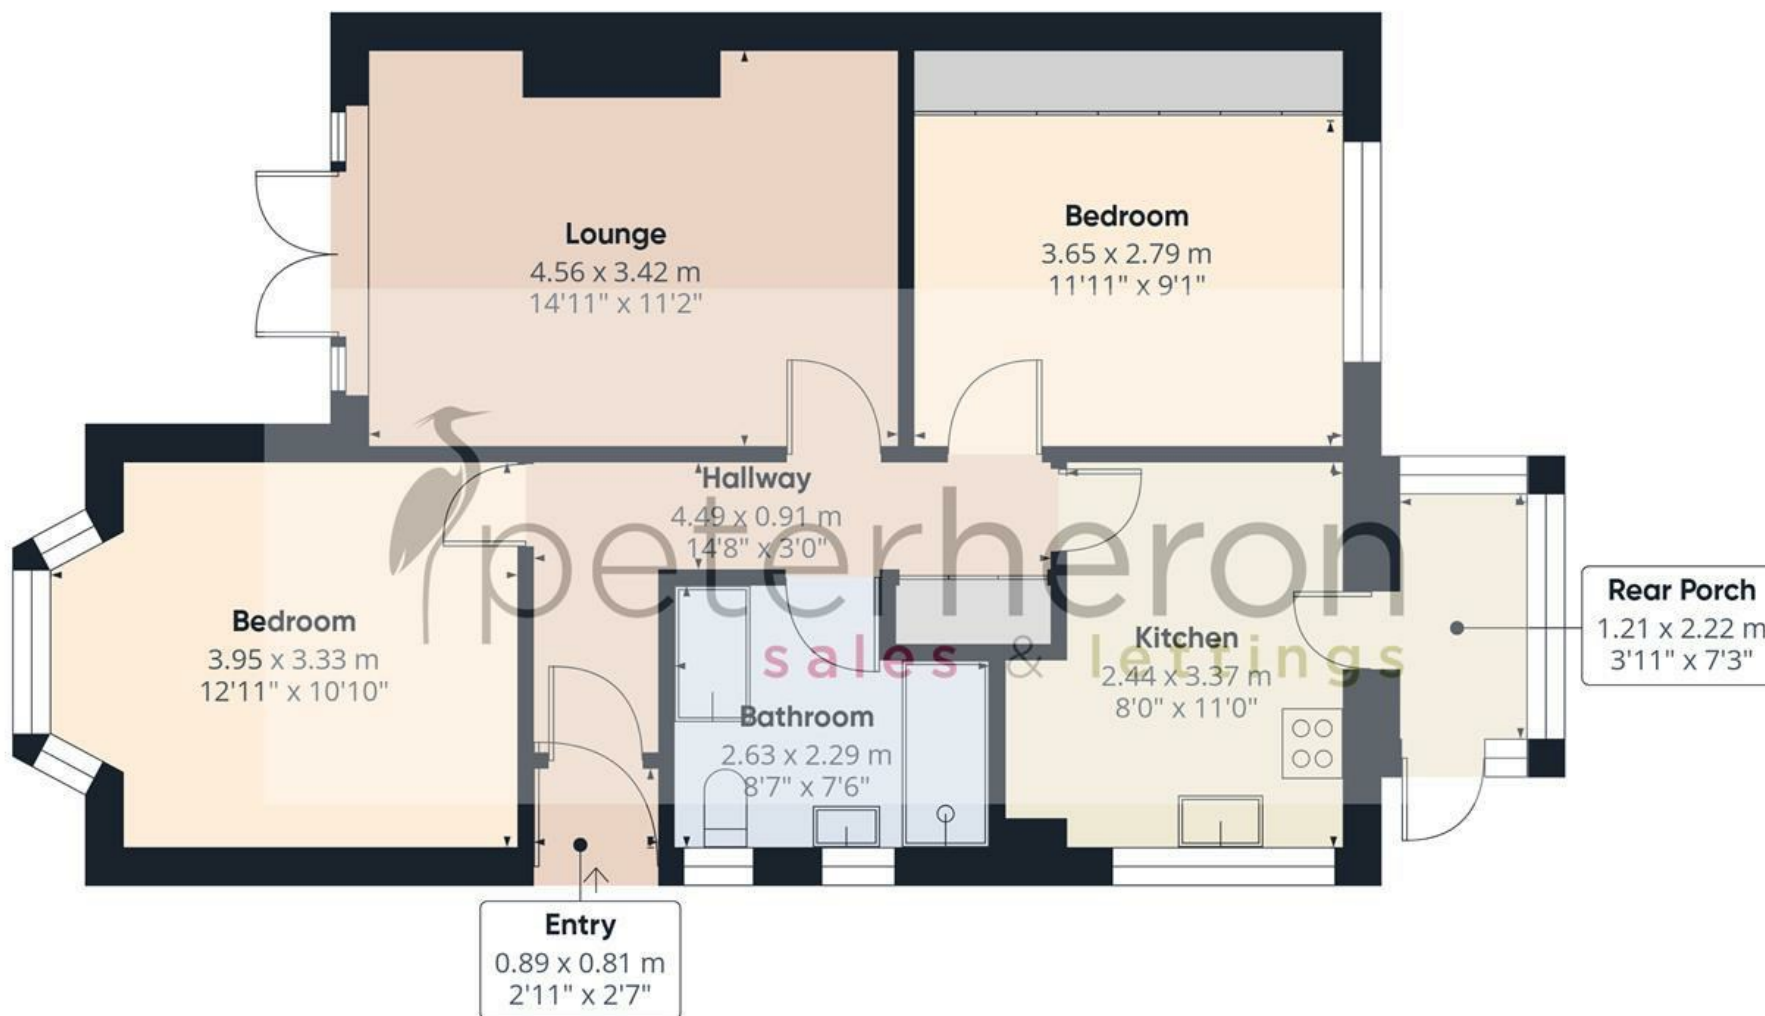 Lounge
4.56 x 3.42 m
14'11" x 11'2"
Bedroom
3.65 x 2.79 m
11'11" x 9'1"
Hallway
4.49 x 0.91 m
14'8" x 3'0"
peterheron
sales & lettings
Bedroom
3.95 x 3.33 m
12'11" x 10'10"
Bathroom
2.63 x 2.29 m
8'7" x 7'6"
Kitchen
2.44 x 3.37 m
8'0" x 11'0"
Rear Porch
1.21 x 2.22 m
3'11" x 7'3"
Entry
0.89 x 0.81 m
2'11" x 2'7"